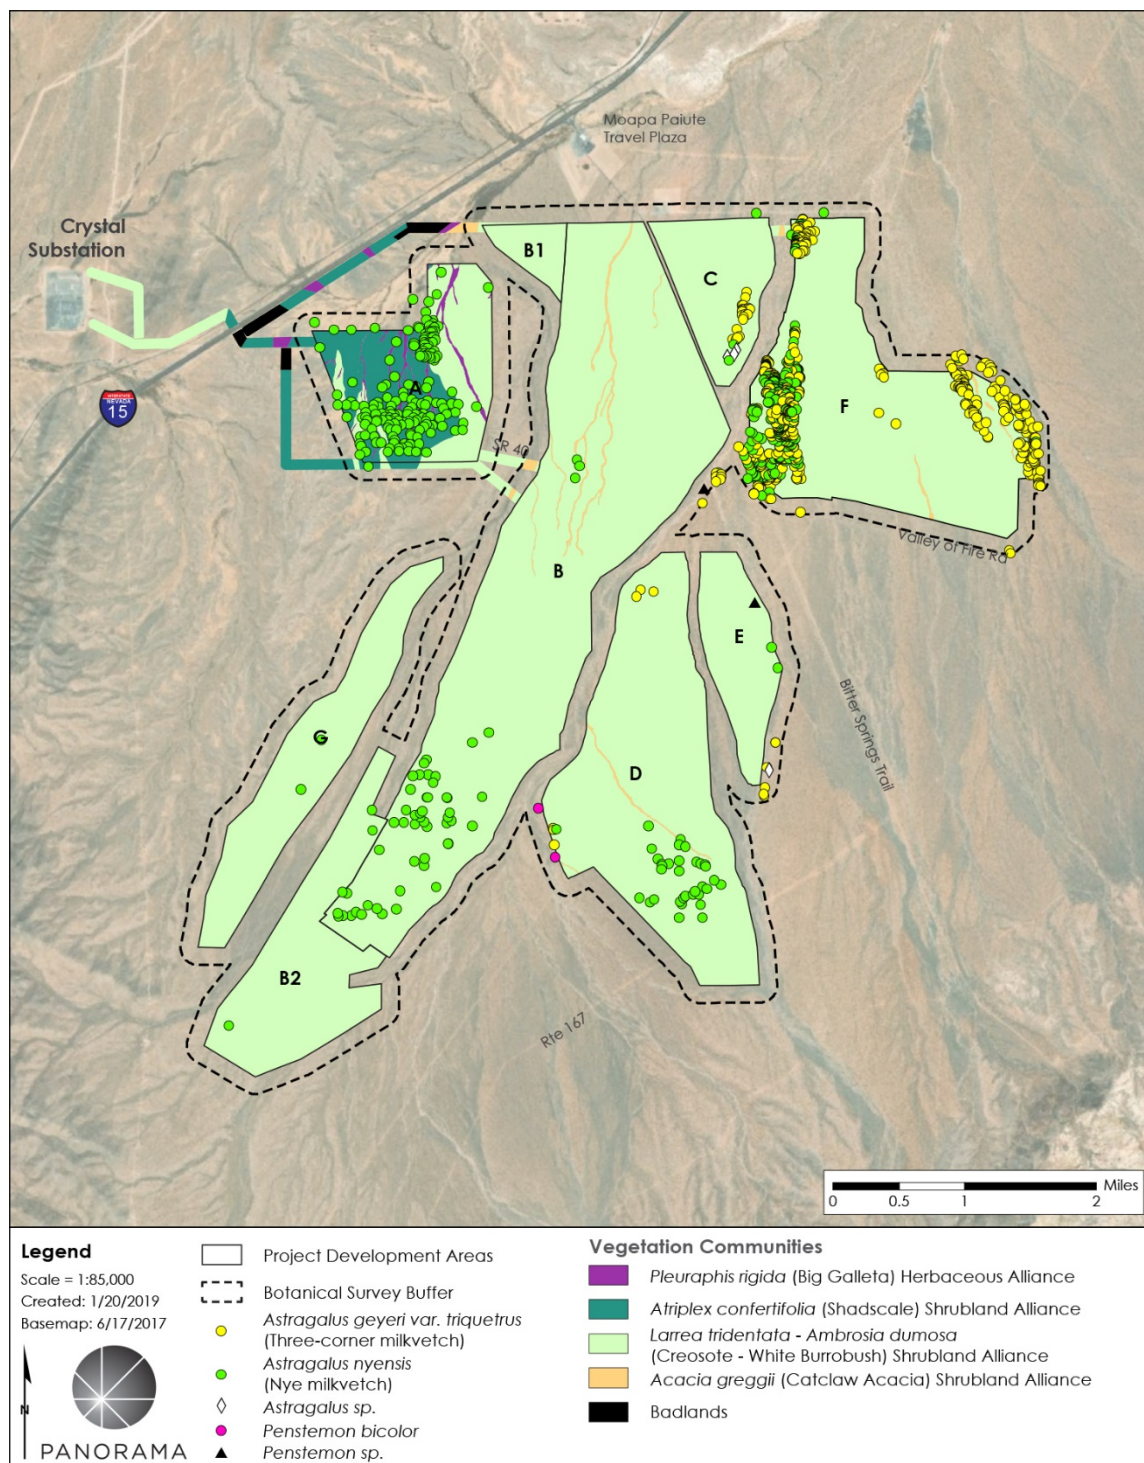 Moapa Paiute
Travel Plaza
Crystal
Substation
B1
C
A
F
INTERSTATE
NEVADA
15
SR 40
B
Valley of Fire Rd
E
Bitter Springs Trail
G
D
B2
Rte 167
Miles
0 0.5 1 2
Legend
Scale = 1:85,000
Created: 1/20/2019
Basemap: 6/17/2017
N
PANORAMA
Project Development Areas
Botanical Survey Buffer
Astragalus geyeri var. triquetrus
(Three-corner milkvetch)
Astragalus nyensis
(Nye milkvetch)
Astragalus sp.
Penstemon bicolor
Penstemon sp.
Vegetation Communities
Pleuraphis rigida (Big Galleta) Herbaceous Alliance
Atriplex confertifolia (Shadscale) Shrubland Alliance
Larrea tridentata - Ambrosia dumosa
(Creosote - White Burrobush) Shrubland Alliance
Acacia greggii (Catclaw Acacia) Shrubland Alliance
Badlands